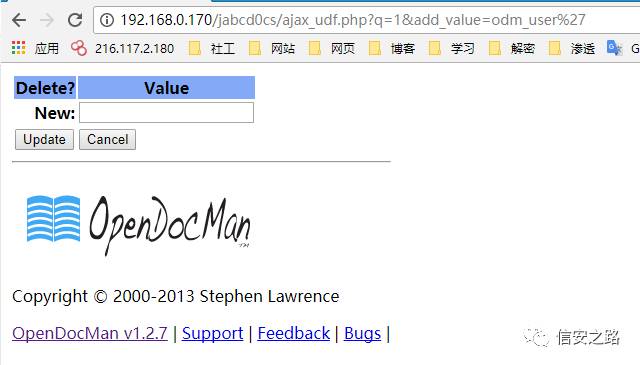 192.168.0.170/jabcd0cs/ajax_udf.php?q=1&add_value=odm_user%27
应用 216.117.2.180 社工 网站 网页 博客 学习 解密 渗透 G
Delete? Value
New:
Update Cancel
OpenDocMan™
Copyright © 2000-2013 Stephen Lawrence
OpenDocMan v1.2.7 | Support | Feedback | Bugs |
信安之路